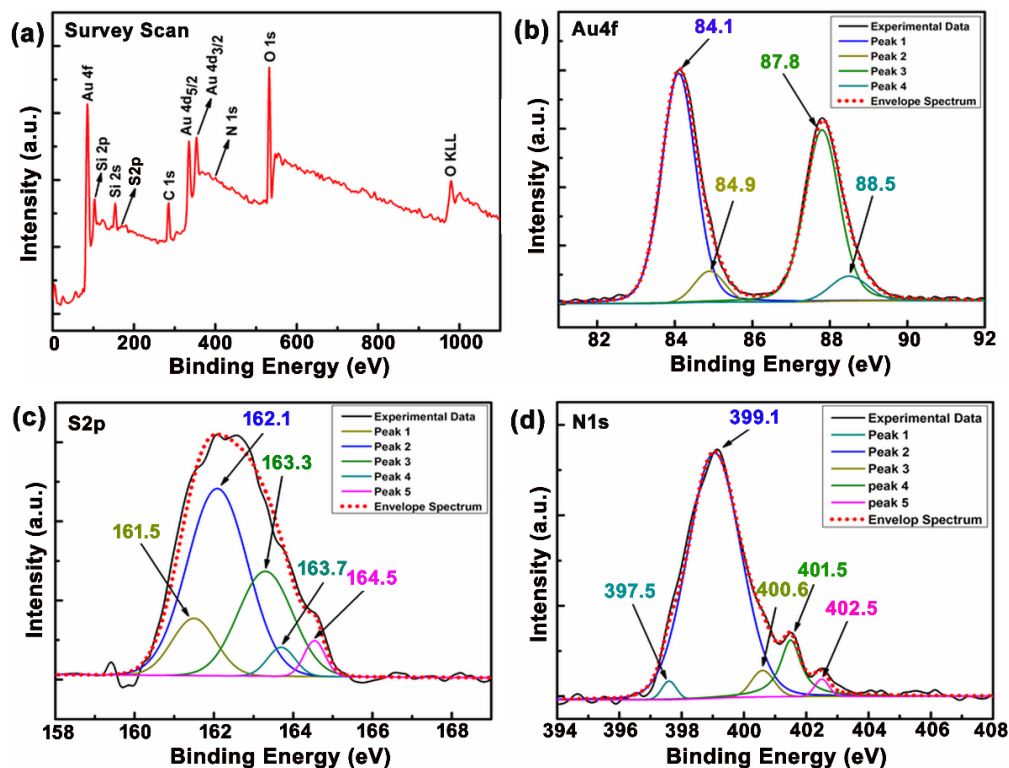 (a) Survey Scan
Au 4f
Si 2p
Si 2s
S2p
C 1s
Au 4d5/2
Au 4d3/2
N 1s
O 1s
O KLL
Intensity (a.u.)
0 200 400 600 800 1000
Binding Energy (eV)
(b) Au4f
84.1
87.8
84.9
88.5
Experimental Data
Peak 1
Peak 2
Peak 3
Peak 4
Envelope Spectrum
Intensity (a.u.)
82 84 86 88 90 92
Binding Energy (eV)
(c) S2p
162.1
163.3
161.5
163.7
164.5
Experimental Data
Peak 1
Peak 2
Peak 3
Peak 4
Peak 5
Envelope Spectrum
Intensity (a.u.)
158 160 162 164 166 168
Binding Energy (eV)
(d) N1s
399.1
397.5
400.6
401.5
402.5
Experimental Data
Peak 1
Peak 2
Peak 3
Peak 4
peak 5
Envelop Spectrum
Intensity (a.u.)
394 396 398 400 402 404 406 408
Binding Energy (eV)